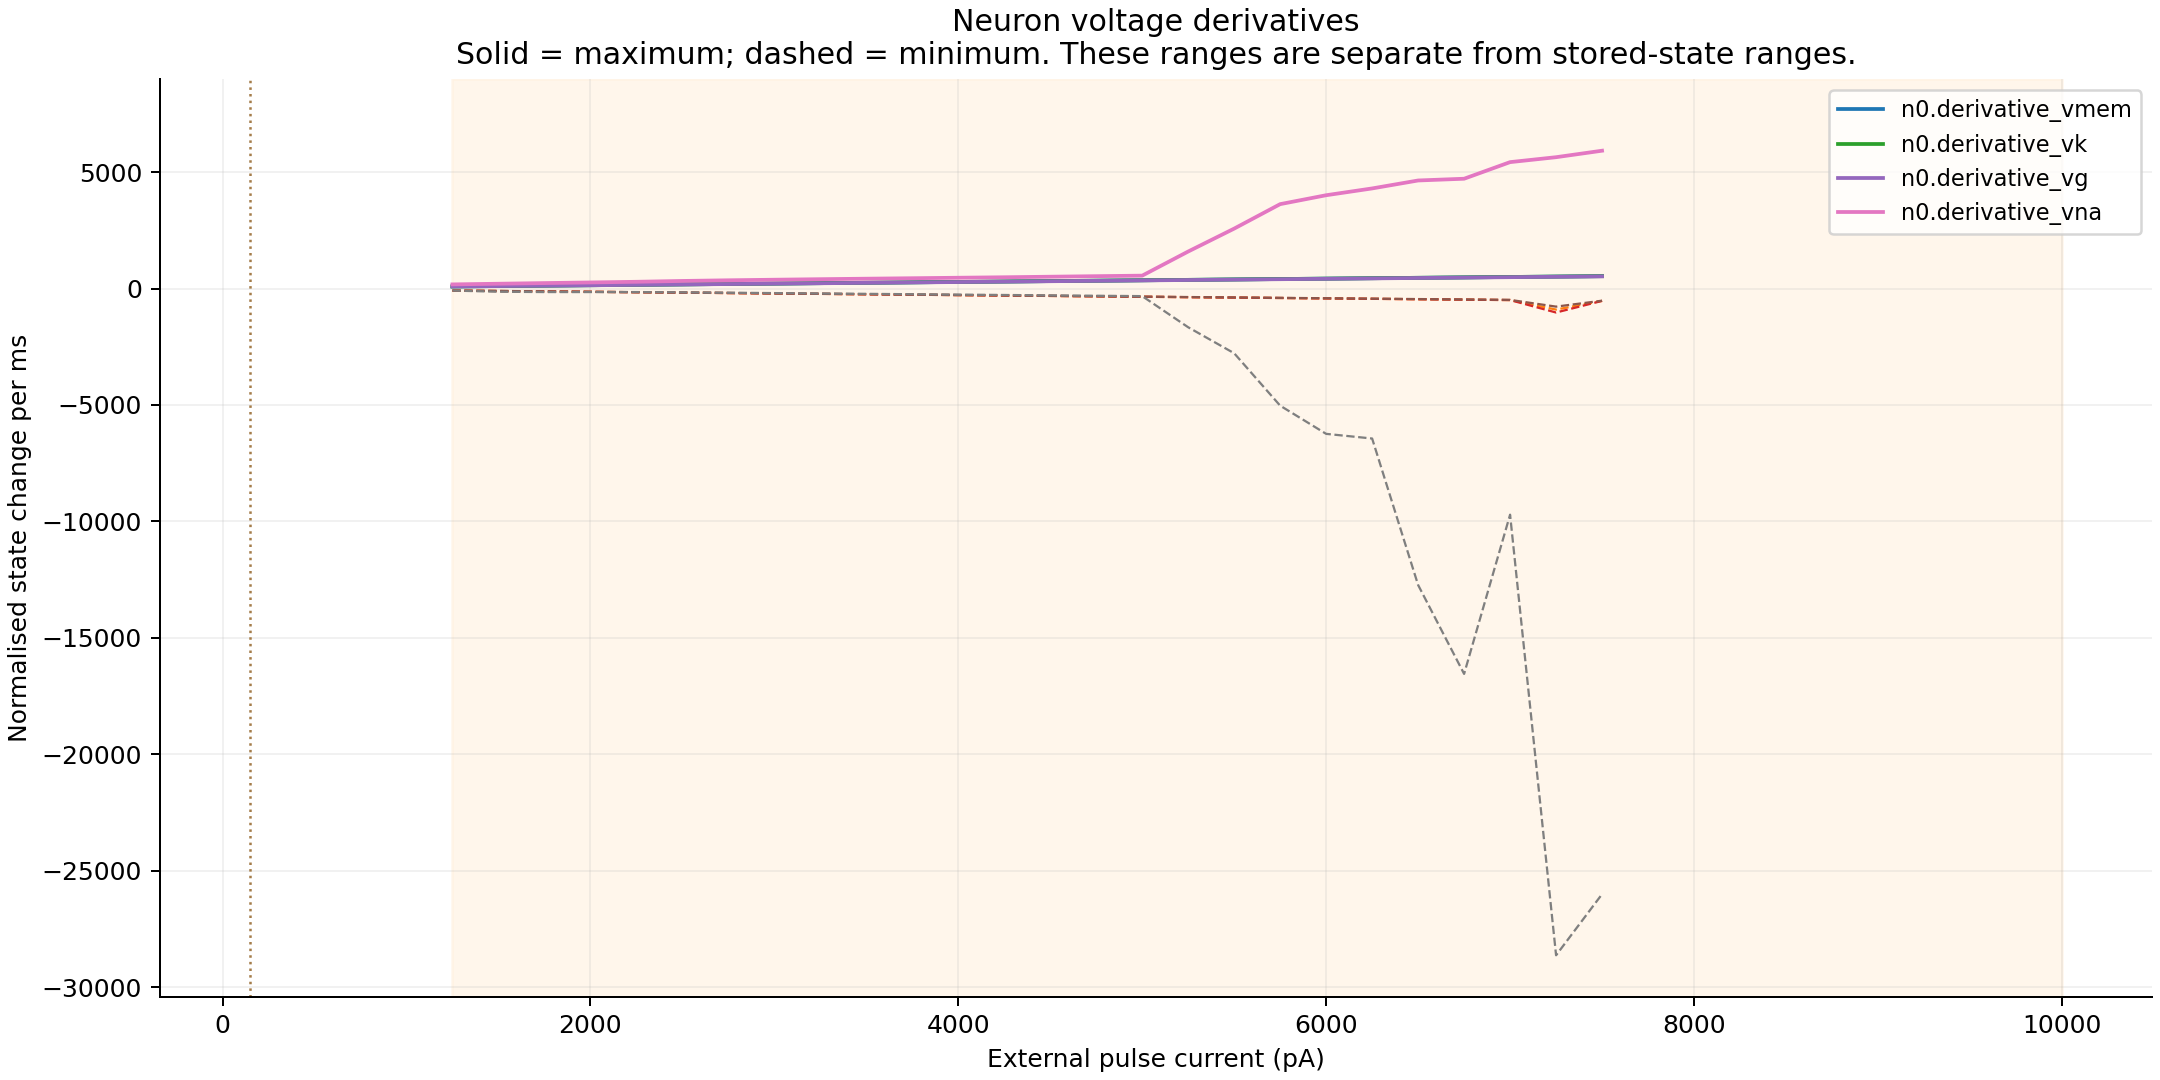 Neuron voltage derivatives
Solid = maximum; dashed = minimum. These ranges are separate from stored-state ranges.
n0.derivative_vmem
n0.derivative_vk
n0.derivative_vg
n0.derivative_vna
Normalised state change per ms
5000
0
−5000
−10000
−15000
−20000
−25000
−30000
0
2000
4000
6000
8000
10000
External pulse current (pA)